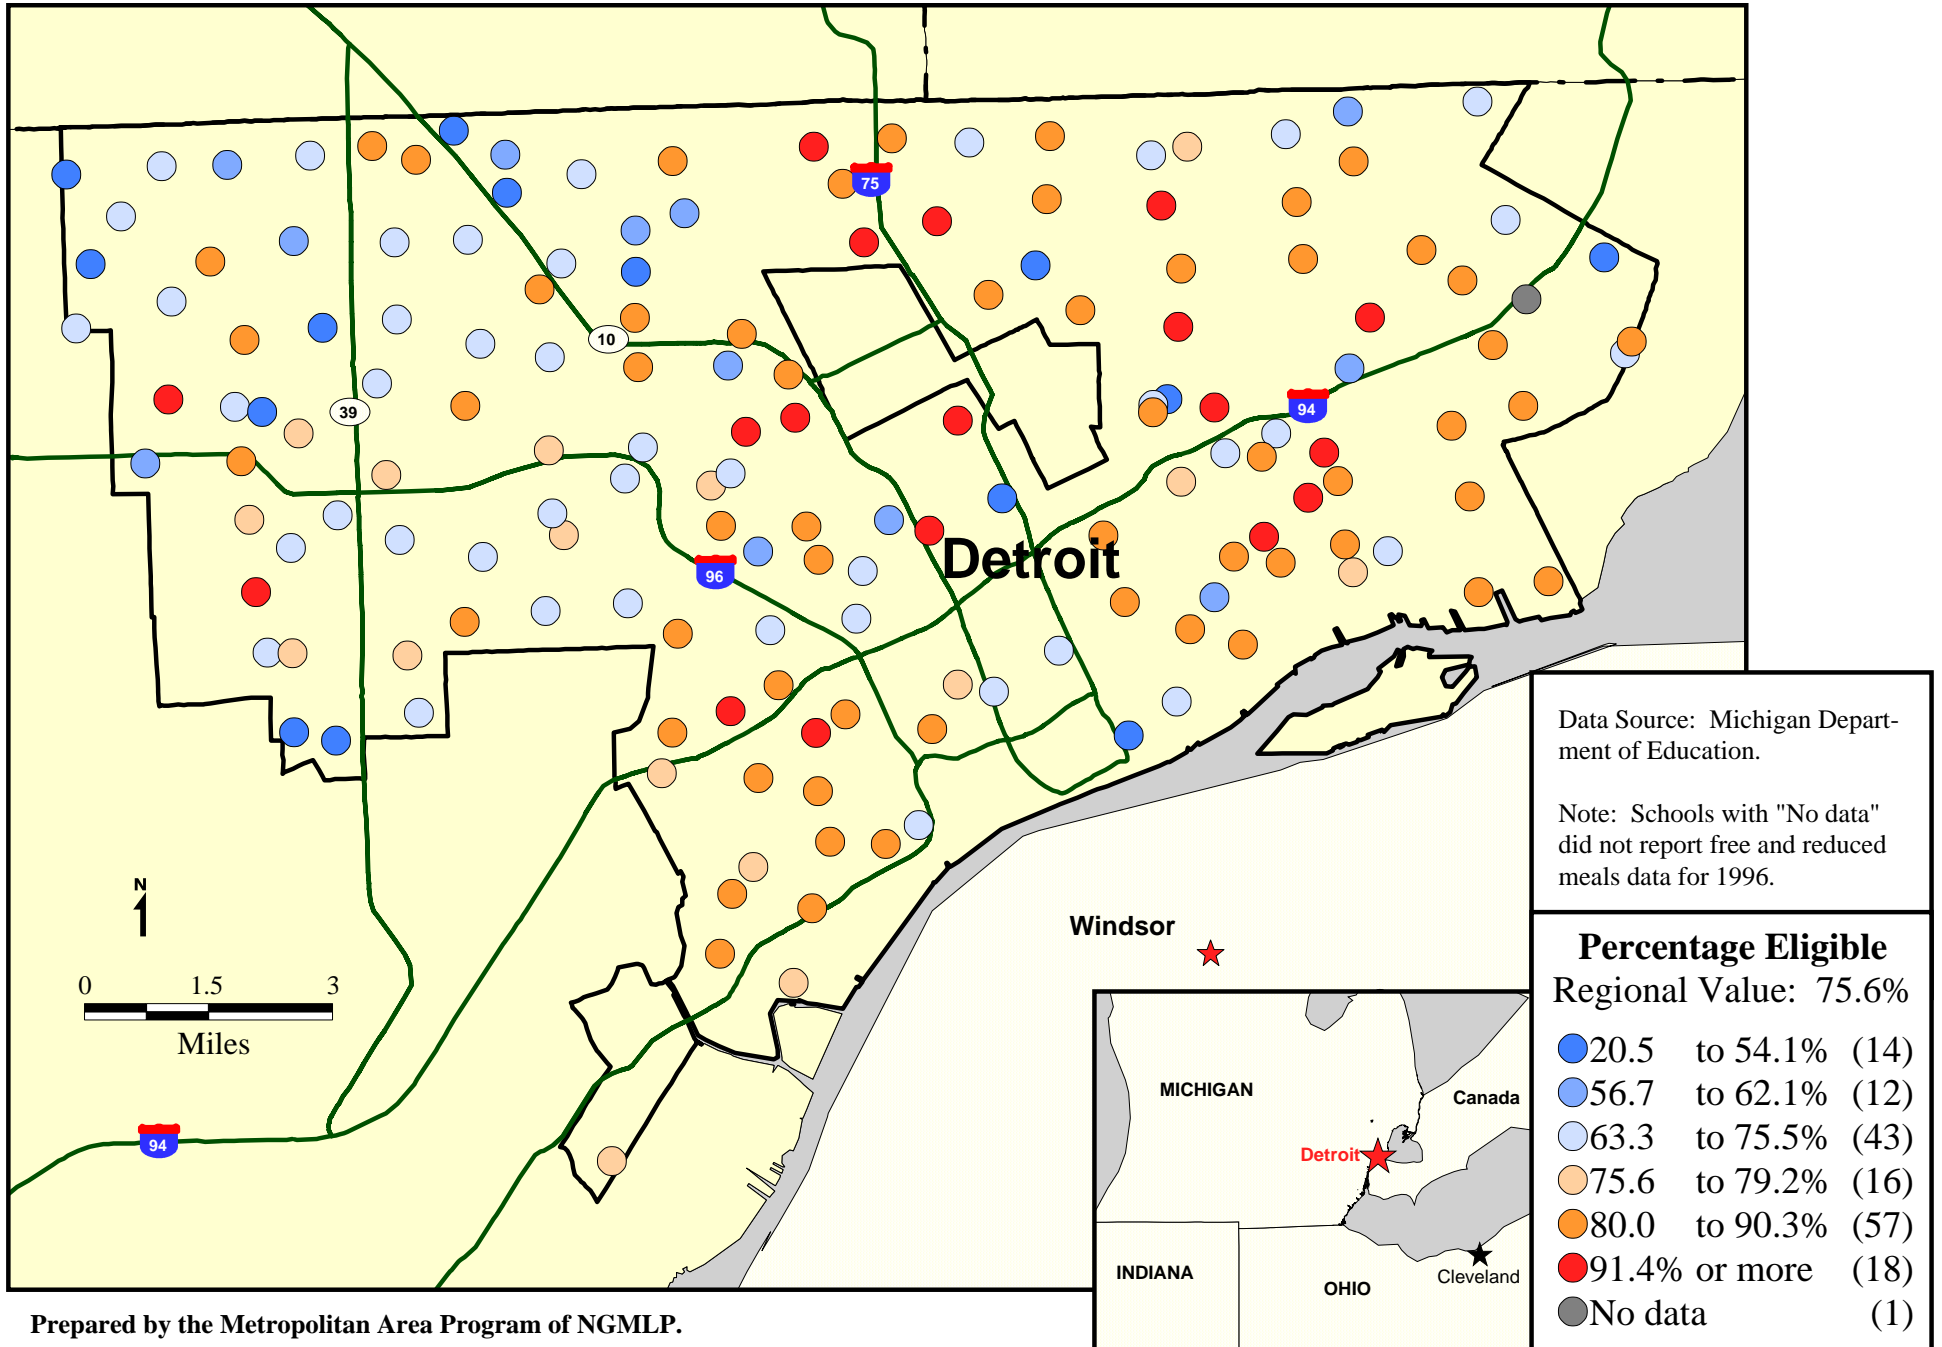 75
10
39
94
96
Detroit
Data Source: Michigan Depart-
ment of Education.
Note: Schools with "No data"
did not report free and reduced
meals data for 1996.
N
Windsor
Percentage Eligible
Regional Value: 75.6%
0 1.5 3
Miles
20.5 to 54.1% (14)
56.7 to 62.1% (12)
63.3 to 75.5% (43)
75.6 to 79.2% (16)
80.0 to 90.3% (57)
91.4% or more (18)
No data (1)
MICHIGAN
Canada
Detroit
94
INDIANA
OHIO
Cleveland
Prepared by the Metropolitan Area Program of NGMLP.